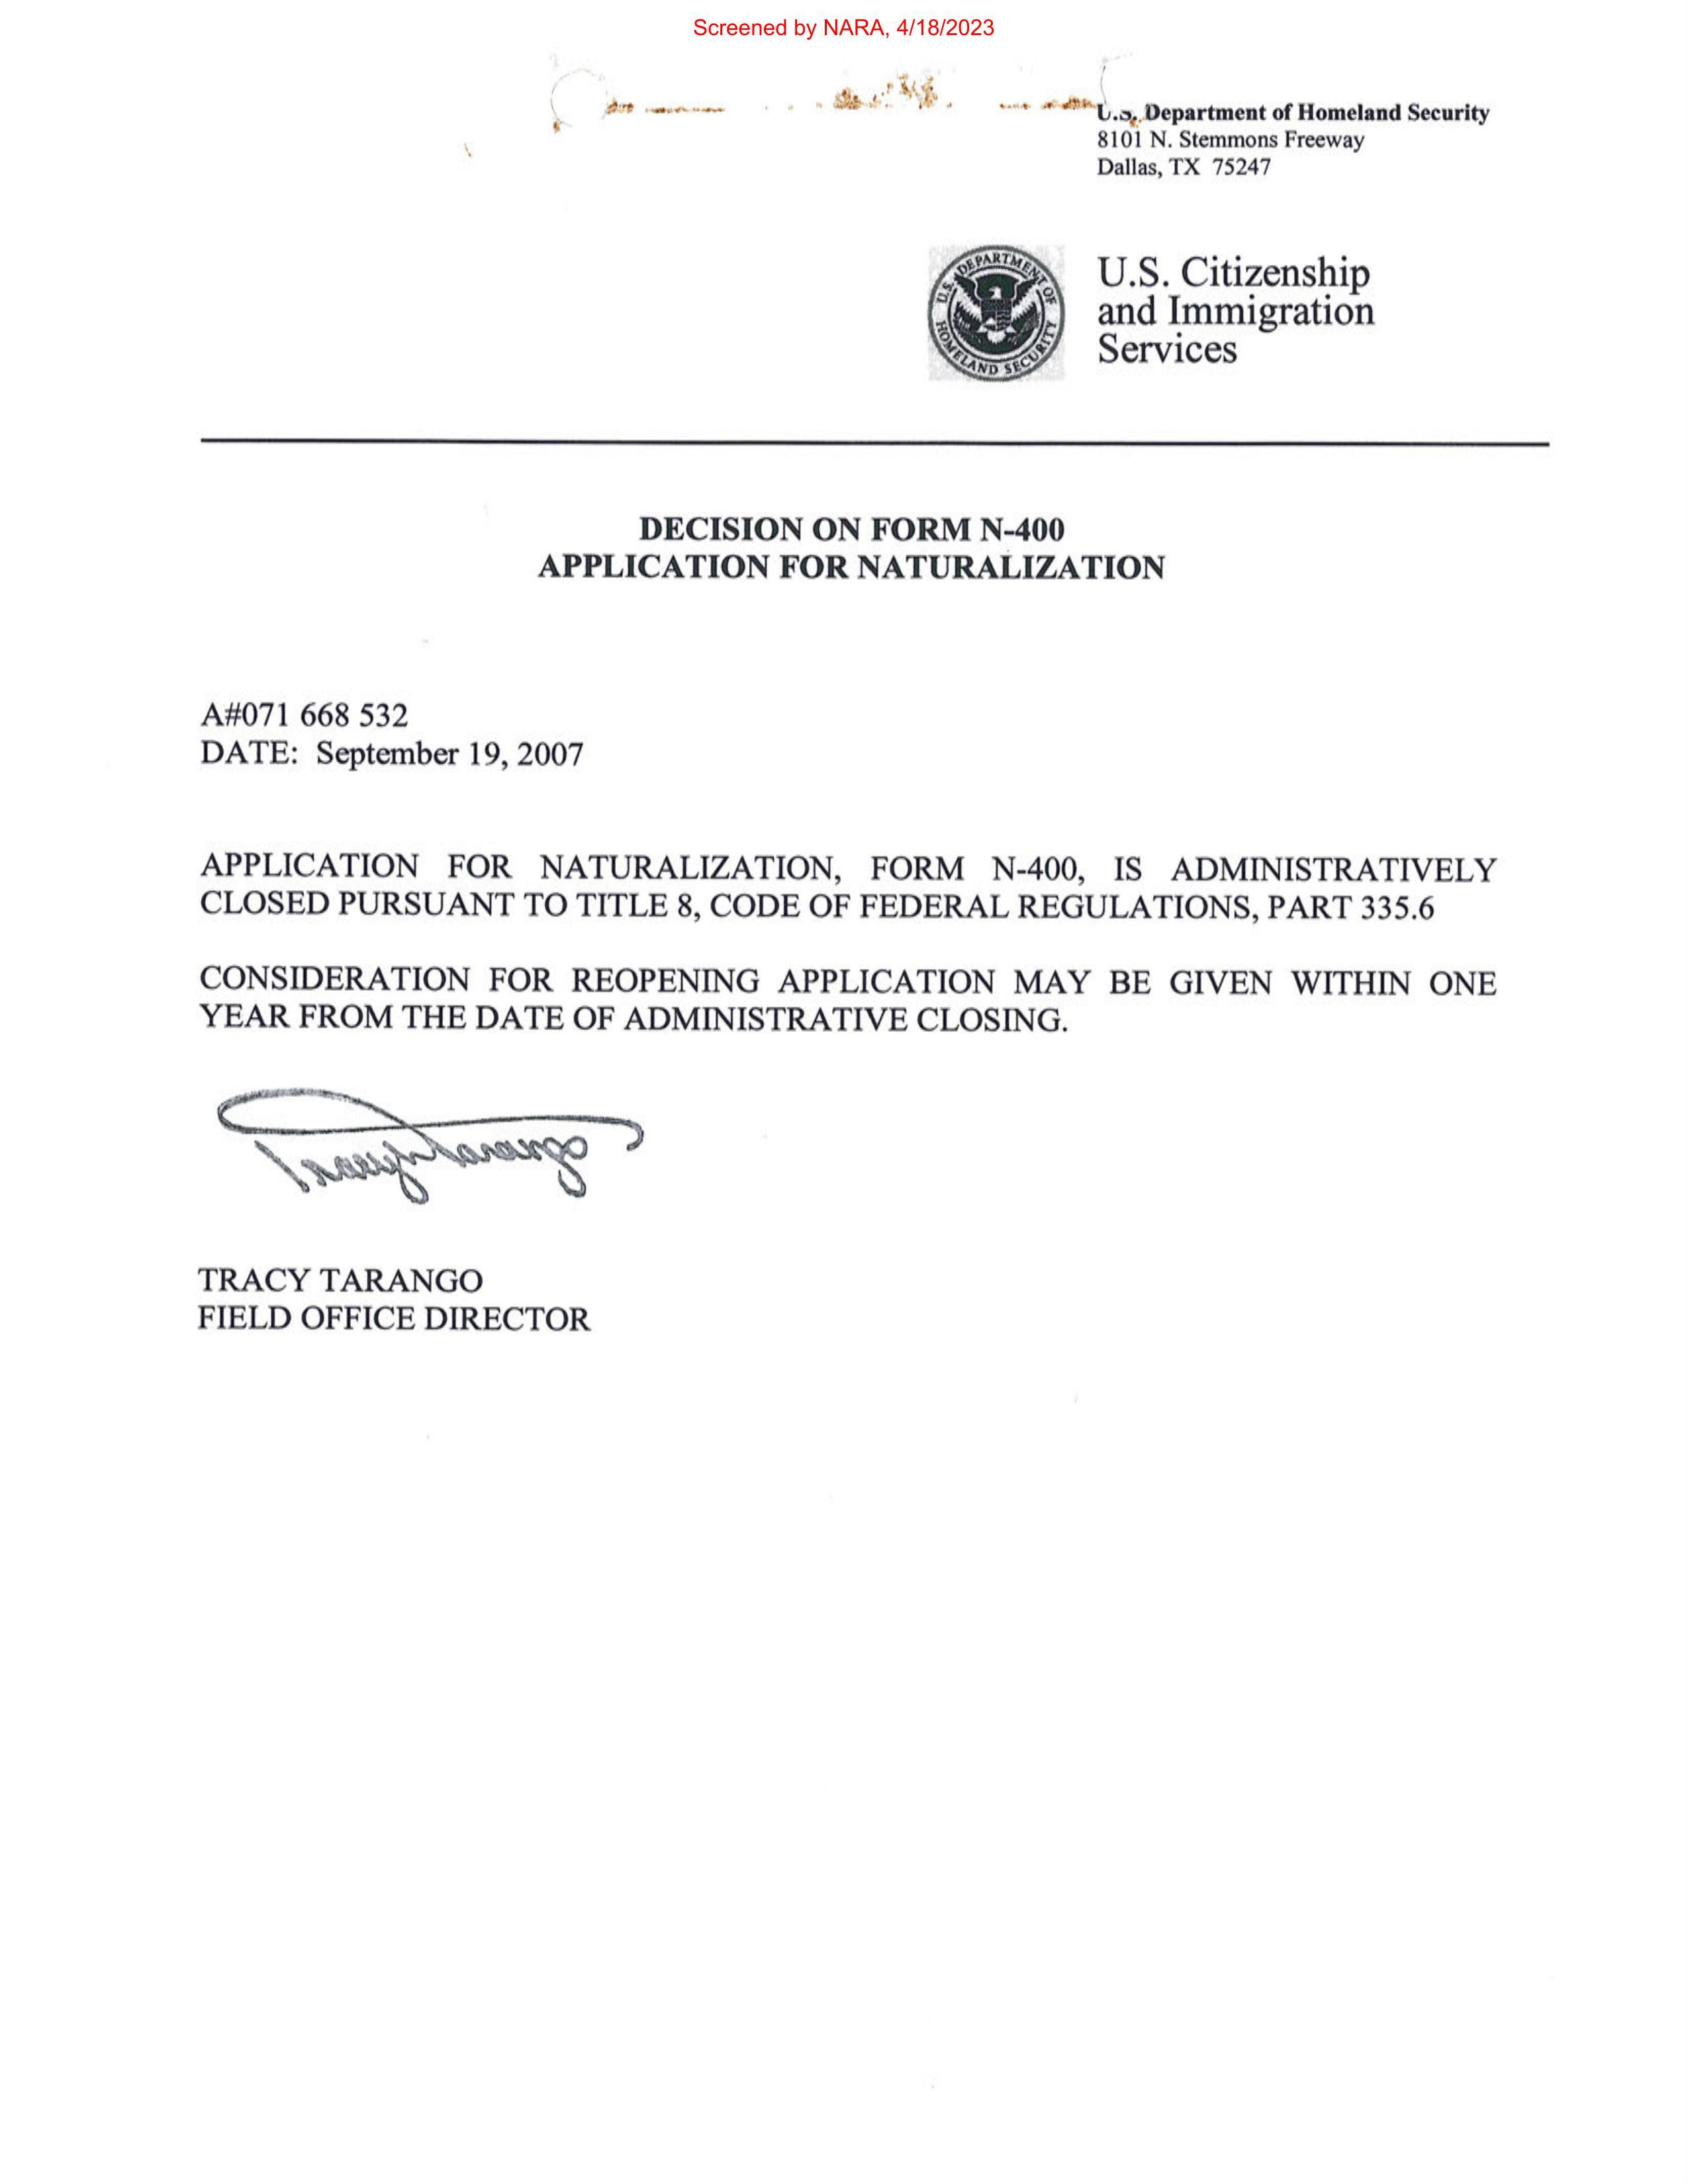 Screened by NARA, 4/18/2023
U.S. Department of Homeland Security
8101 N. Stemmons Freeway
Dallas, TX 75247
U.S. DEPARTMENT OF HOMELAND SECURITY
U.S. Citizenship
and Immigration
Services
DECISION ON FORM N-400
APPLICATION FOR NATURALIZATION
A#071 668 532
DATE: September 19, 2007
APPLICATION FOR NATURALIZATION, FORM N-400, IS ADMINISTRATIVELY
CLOSED PURSUANT TO TITLE 8, CODE OF FEDERAL REGULATIONS, PART 335.6
CONSIDERATION FOR REOPENING APPLICATION MAY BE GIVEN WITHIN ONE
YEAR FROM THE DATE OF ADMINISTRATIVE CLOSING.
Tracy Tarango
TRACY TARANGO
FIELD OFFICE DIRECTOR